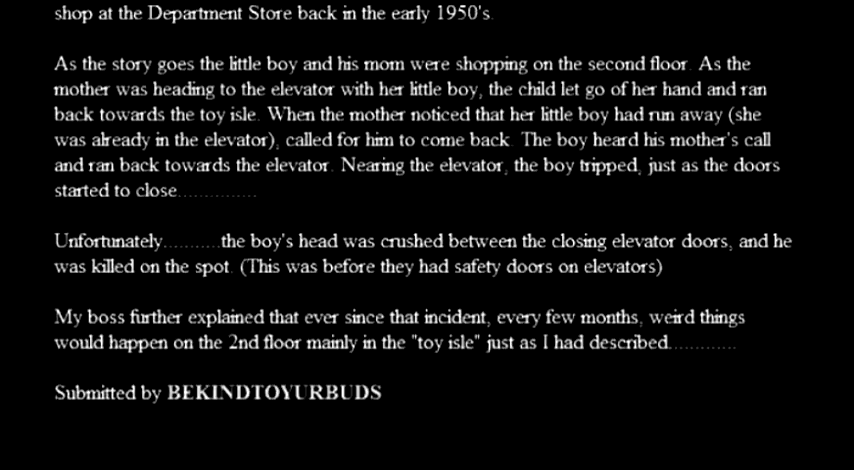 shop at the Department Store back in the early 1950's.
As the story goes the little boy and his mom were shopping on the second floor. As the
mother was heading to the elevator with her little boy, the child let go of her hand and ran
back towards the toy isle. When the mother noticed that her little boy had run away (she
was already in the elevator), called for him to come back. The boy heard his mother's call
and ran back towards the elevator. Nearing the elevator, the boy tripped, just as the doors
started to close...............
Unfortunately...........the boy's head was crushed between the closing elevator doors, and he
was killed on the spot. (This was before they had safety doors on elevators)
My boss further explained that ever since that incident, every few months, weird things
would happen on the 2nd floor mainly in the "toy isle" just as I had described.............
Submitted by BEKINDTOYURBUDS